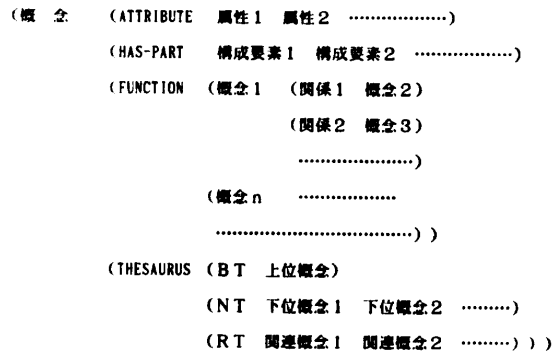 (概 念 (ATTRIBUTE 属性1 属性2 ………………)
(HAS-PART 構成要素1 構成要素2 ………………)
(FUNCTION (概念1 (関係1 概念2)
(関係2 概念3)
…………………)
(概念n ………………
………………………………))
(THESAURUS (BT 上位概念)
(NT 下位概念1 下位概念2 ………)
(RT 関連概念1 関連概念2 ………)))